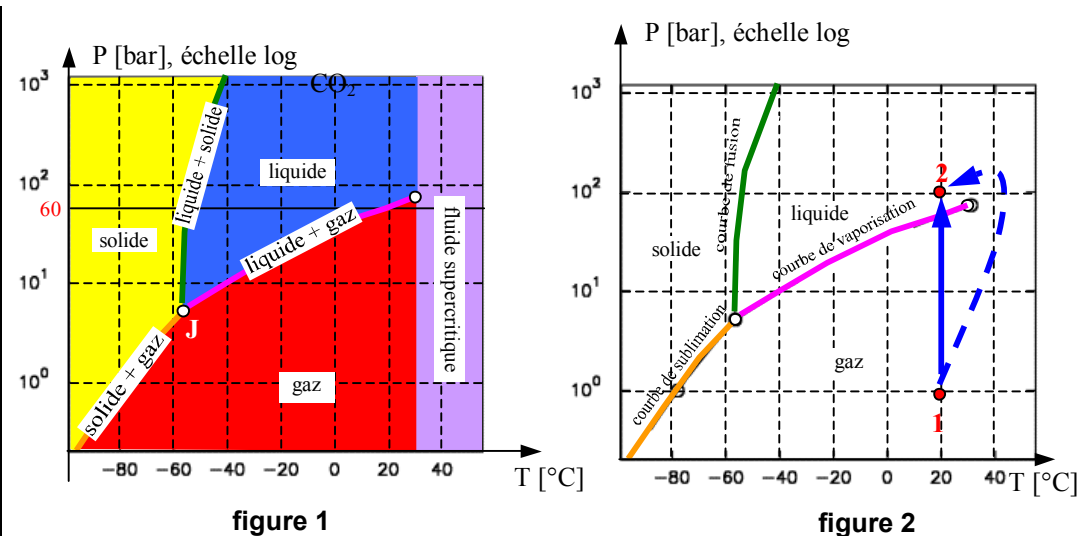 P [bar], échelle log
CO₂
10³
10²
60
10¹
10⁰
solide
liquide + solide
liquide
liquide + gaz
fluide supercritique
J
solide + gaz
gaz
−80 −60 −40 −20 0 20 40
T [°C]
figure 1
P [bar], échelle log
10³
10²
10¹
10⁰
courbe de fusion
2
liquide
solide
courbe de vaporisation
courbe de sublimation
gaz
1
−80 −60 −40 −20 0 20 40
T [°C]
figure 2